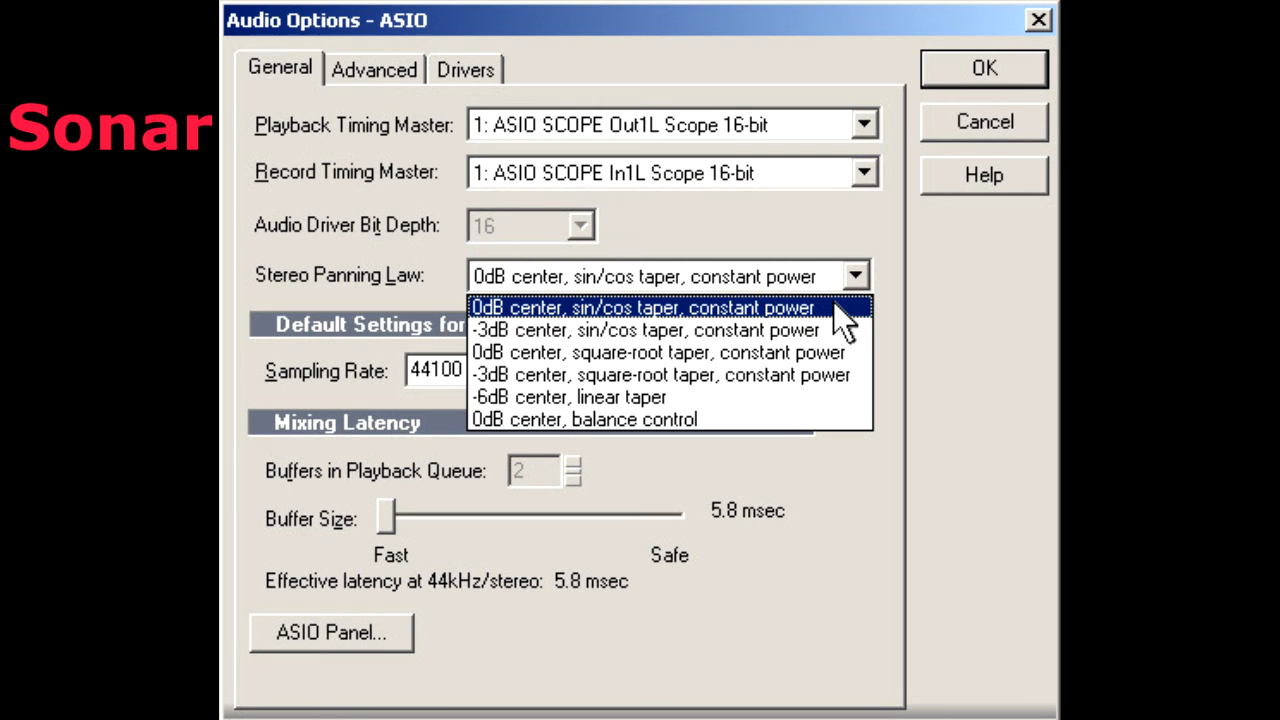 Audio Options - ASIO
General Advanced Drivers
OK
Sonar
Playback Timing Master: 1: ASIO SCOPE Out1L Scope 16-bit
Cancel
Record Timing Master: 1: ASIO SCOPE In1L Scope 16-bit
Help
Audio Driver Bit Depth: 16
Stereo Panning Law: 0dB center, sin/cos taper, constant power
0dB center, sin/cos taper, constant power
-3dB center, sin/cos taper, constant power
0dB center, square-root taper, constant power
-3dB center, square-root taper, constant power
-6dB center, linear taper
0dB center, balance control
Default Settings for
Sampling Rate: 44100
Mixing Latency
Buffers in Playback Queue: 2
Buffer Size: 5.8 msec
Fast Safe
Effective latency at 44kHz/stereo: 5.8 msec
ASIO Panel...